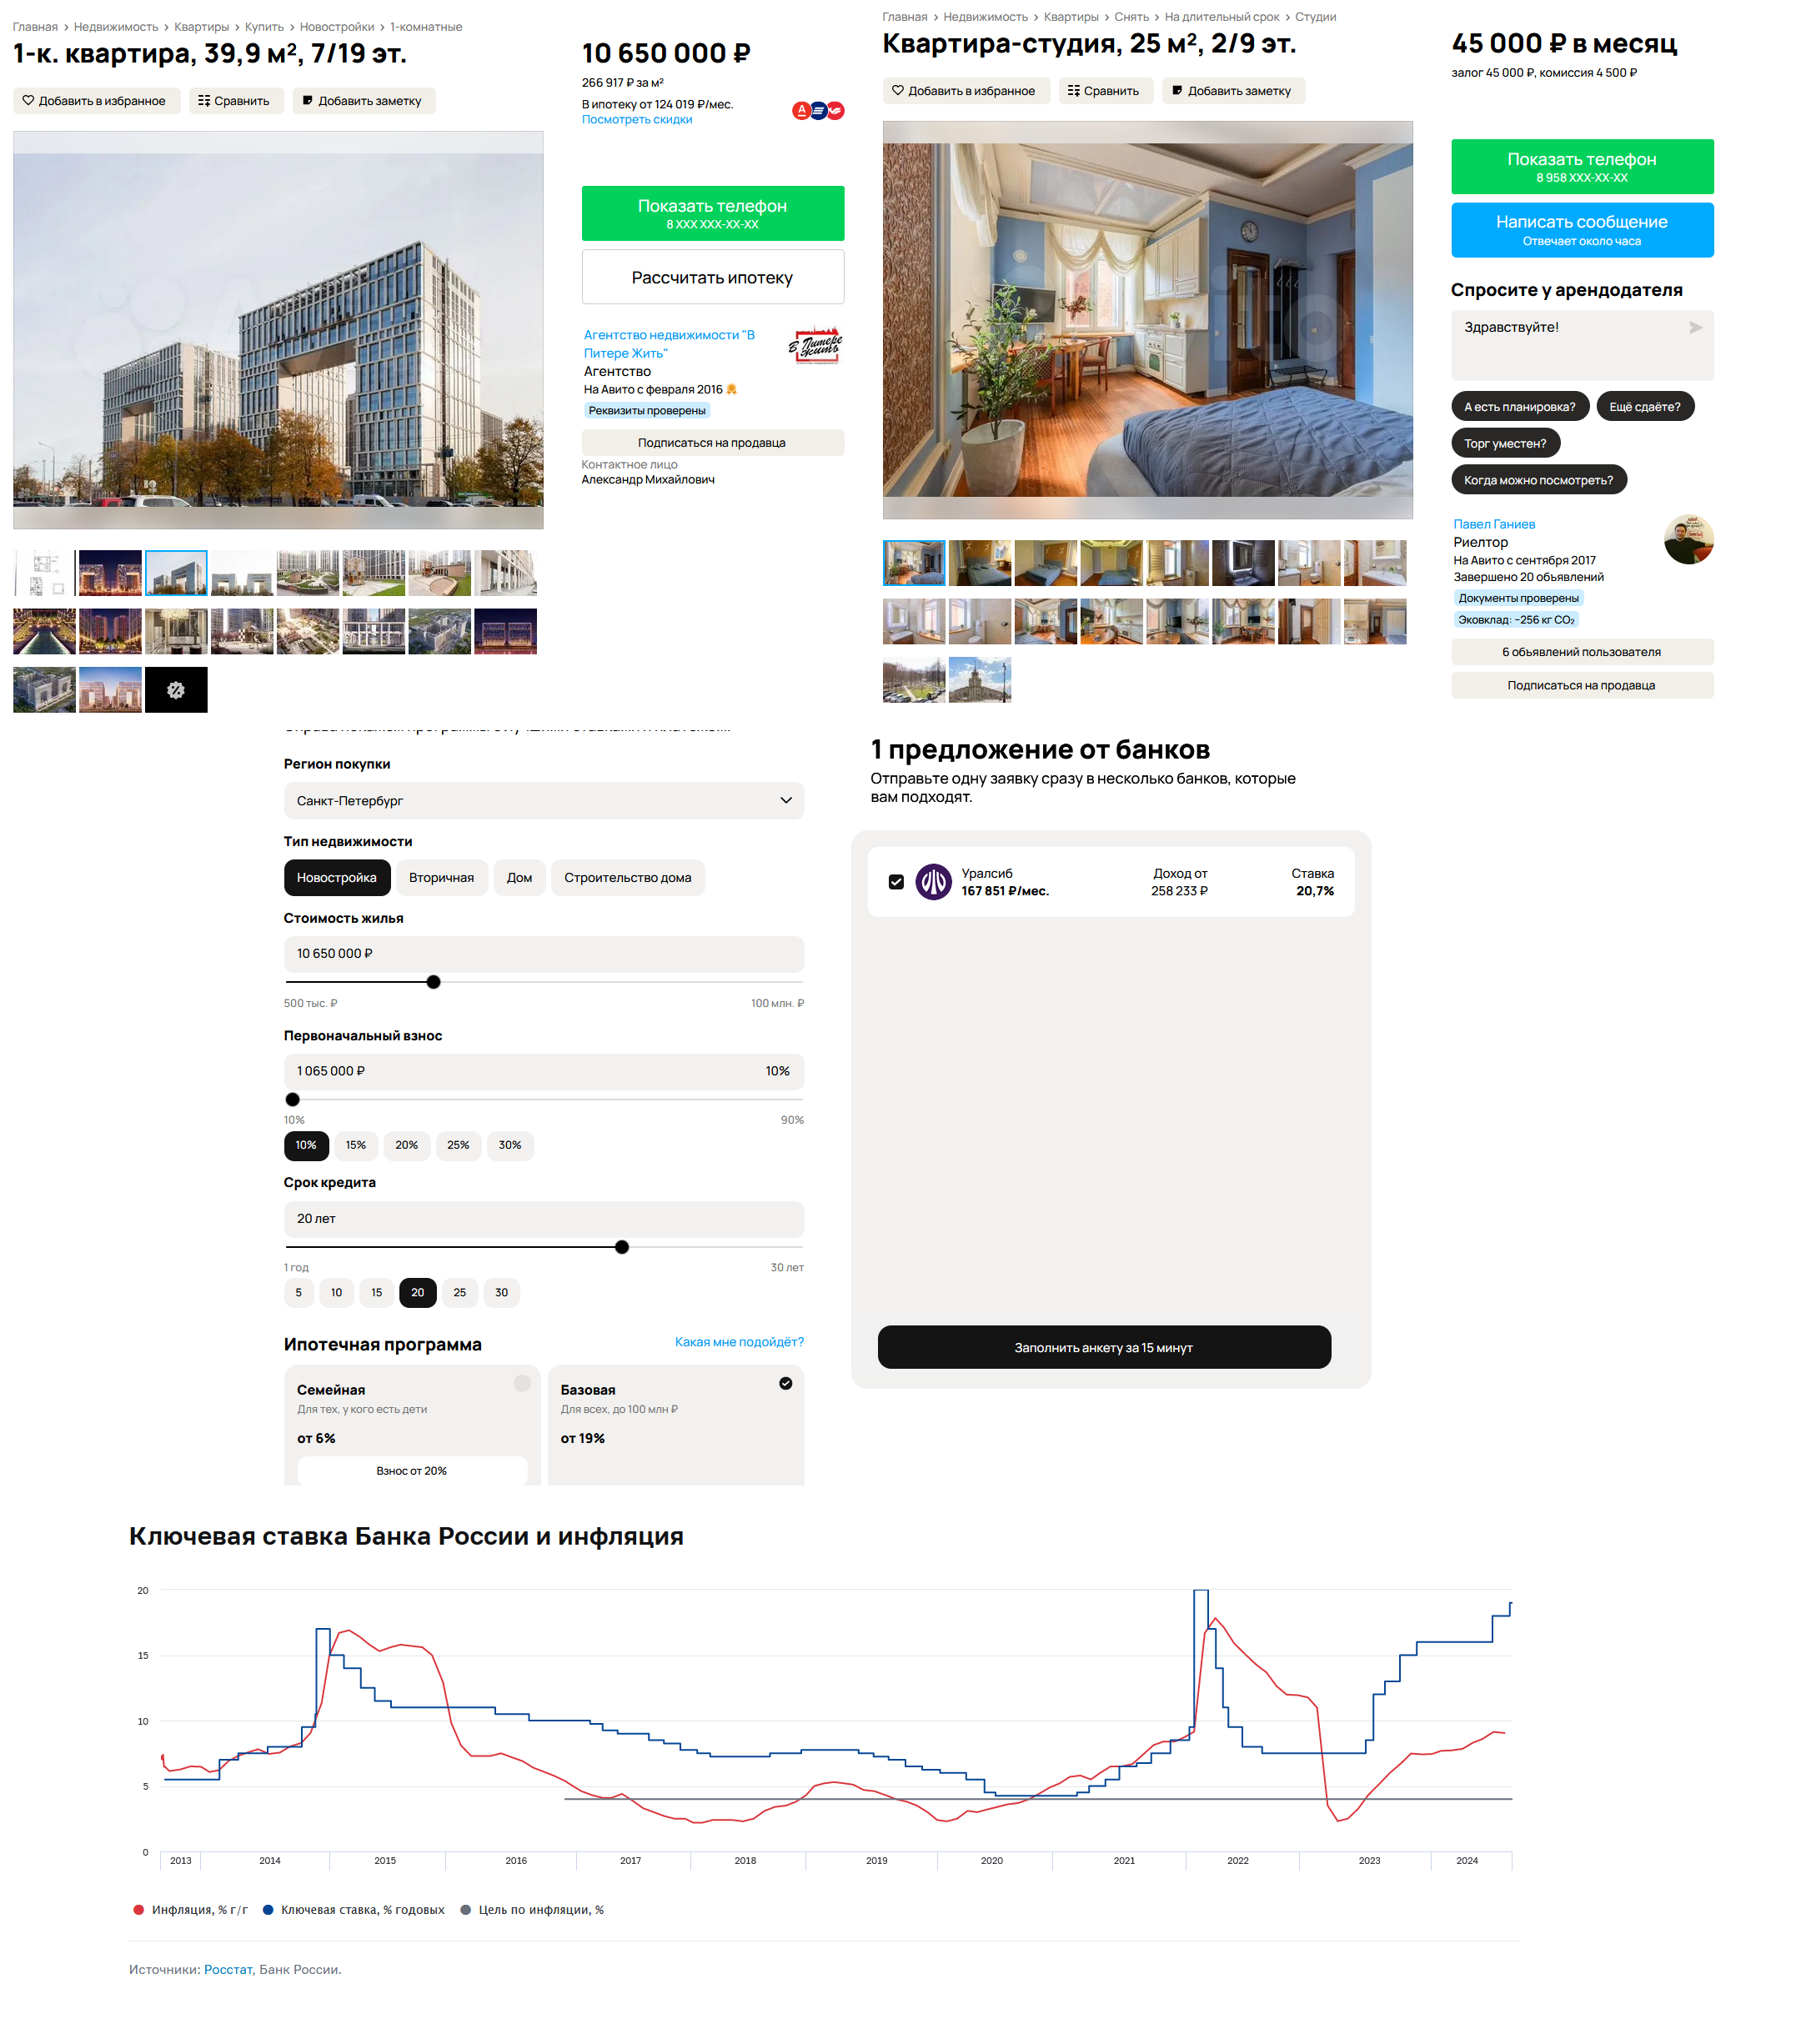 Главная › Недвижимость › Квартиры › Купить › Новостройки › 1-комнатные
1-к. квартира, 39,9 м², 7/19 эт.
Добавить в избранное
Сравнить
Добавить заметку
10 650 000 ₽
266 917 ₽ за м²
В ипотеку от 124 019 ₽/мес.
Посмотреть скидки
Показать телефон
8 XXX XXX-XX-XX
Рассчитать ипотеку
Агентство недвижимости "В
Питере Жить"
В Питере Жить
Агентство
На Авито с февраля 2016
Реквизиты проверены
Подписаться на продавца
Контактное лицо
Александр Михайлович
Главная › Недвижимость › Квартиры › Снять › На длительный срок › Студии
Квартира-студия, 25 м², 2/9 эт.
Добавить в избранное
Сравнить
Добавить заметку
45 000 ₽ в месяц
залог 45 000 ₽, комиссия 4 500 ₽
Показать телефон
8 958 XXX-XX-XX
Написать сообщение
Отвечает около часа
Спросите у арендодателя
Здравствуйте!
А есть планировка?
Ещё сдаёте?
Торг уместен?
Когда можно посмотреть?
Павел Ганиев
Риелтор
На Авито с сентября 2017
Завершено 20 объявлений
Документы проверены
Эковклад: −256 кг CO₂
6 объявлений пользователя
Подписаться на продавца
Регион покупки
Санкт-Петербург
Тип недвижимости
Новостройка
Вторичная
Дом
Строительство дома
Стоимость жилья
10 650 000 ₽
500 тыс. ₽
100 млн. ₽
Первоначальный взнос
1 065 000 ₽
10%
10%
90%
10%
15%
20%
25%
30%
Срок кредита
20 лет
1 год
30 лет
5
10
15
20
25
30
Ипотечная программа
Какая мне подойдёт?
Семейная
Для тех, у кого есть дети
от 6%
Взнос от 20%
Базовая
Для всех, до 100 млн ₽
от 19%
1 предложение от банков
Отправьте одну заявку сразу в несколько банков, которые
вам подходят.
Уралсиб
167 851 ₽/мес.
Доход от
258 233 ₽
Ставка
20,7%
Заполнить анкету за 15 минут
Ключевая ставка Банка России и инфляция
20
15
10
5
0
2013
2014
2015
2016
2017
2018
2019
2020
2021
2022
2023
2024
Инфляция, % г/г
Ключевая ставка, % годовых
Цель по инфляции, %
Источники: Росстат, Банк России.